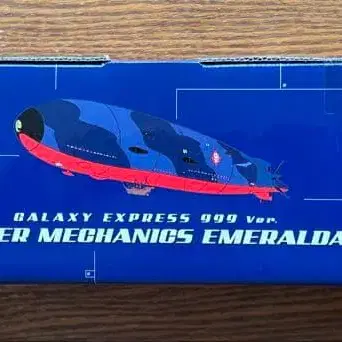 GALAXY EXPRESS 999 Ver.
ER MECHANICS EMERALDA